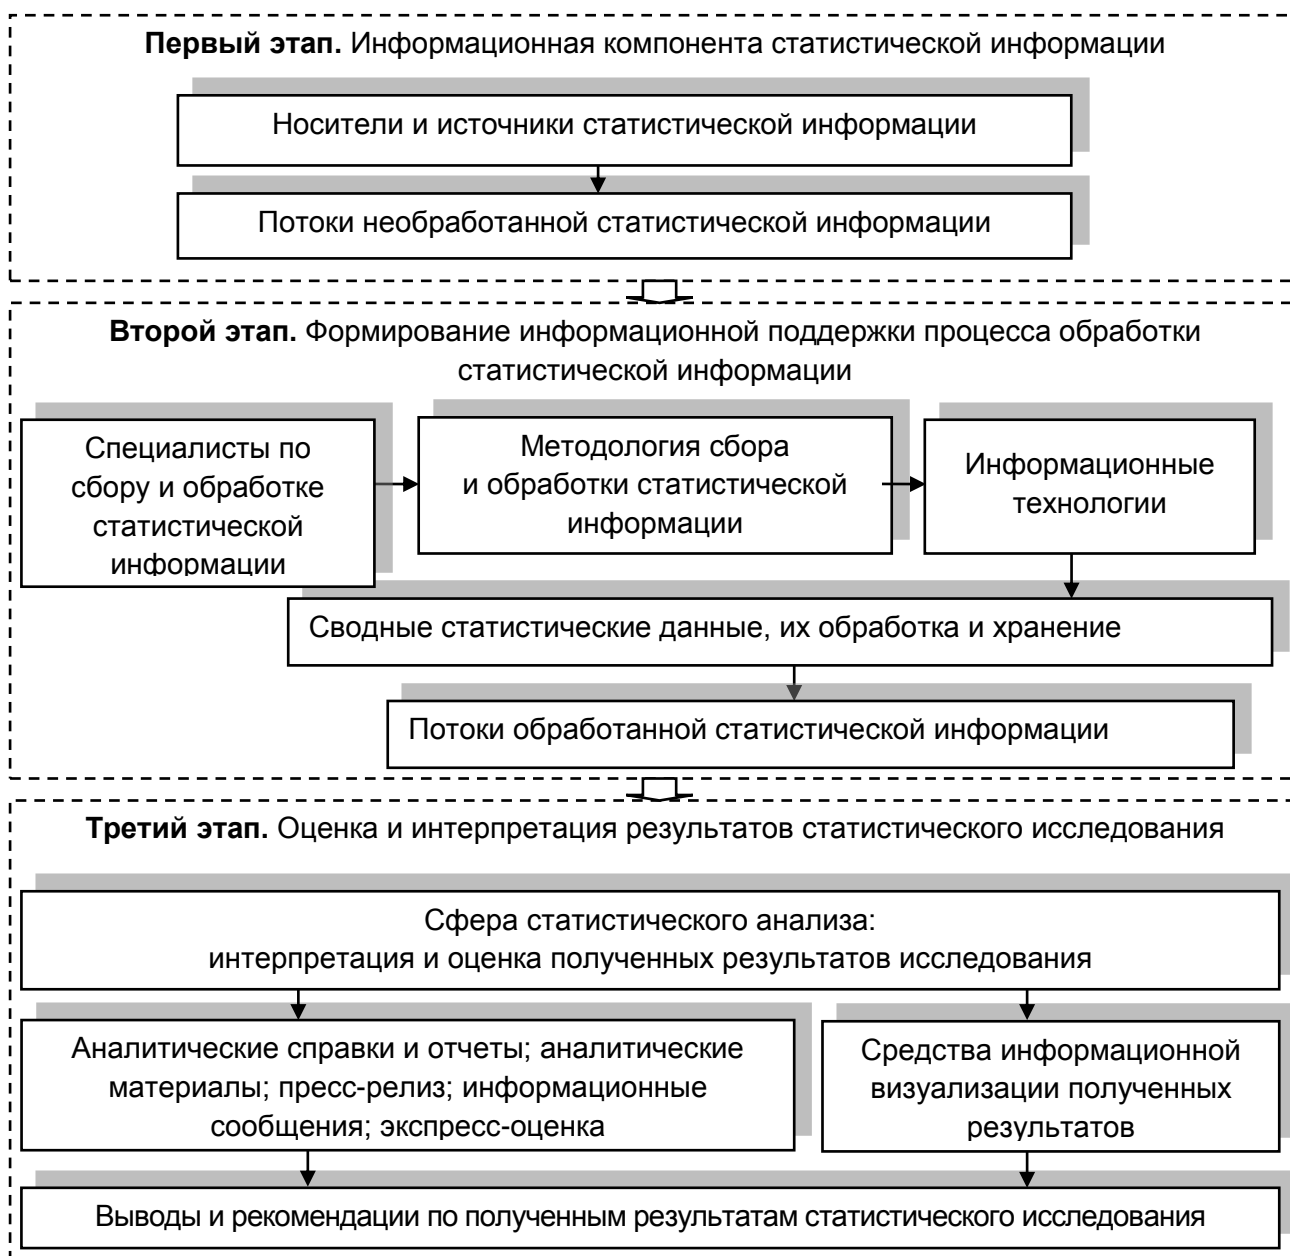 Первый этап. Информационная компонента статистической информации
Носители и источники статистической информации
Потоки необработанной статистической информации
Второй этап. Формирование информационной поддержки процесса обработки
статистической информации
Специалисты по
сбору и обработке
статистической
информации
Методология сбора
и обработки статистической
информации
Информационные
технологии
Сводные статистические данные, их обработка и хранение
Потоки обработанной статистической информации
Третий этап. Оценка и интерпретация результатов статистического исследования
Сфера статистического анализа:
интерпретация и оценка полученных результатов исследования
Аналитические справки и отчеты; аналитические
материалы; пресс-релиз; информационные
сообщения; экспресс-оценка
Средства информационной
визуализации полученных
результатов
Выводы и рекомендации по полученным результатам статистического исследования